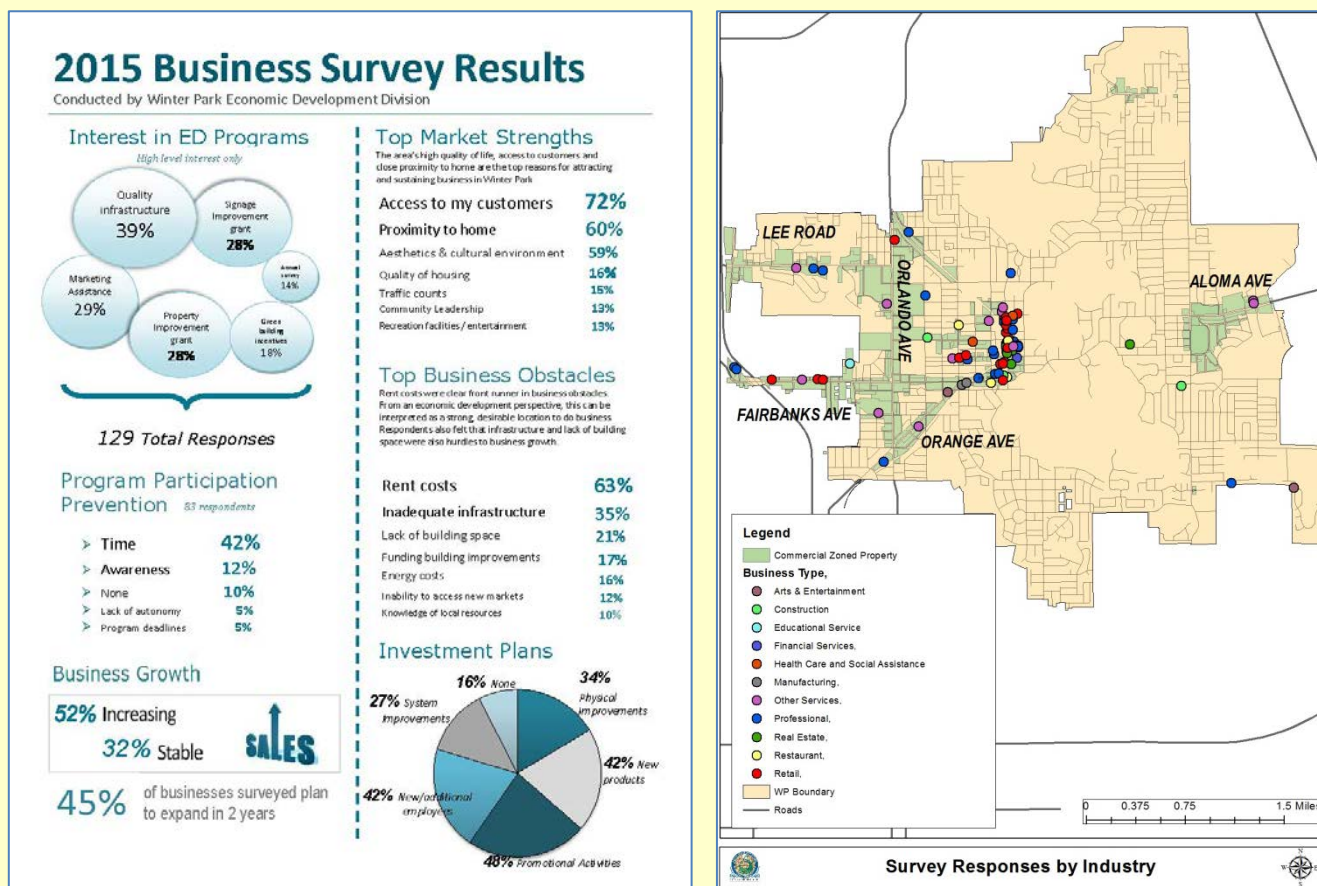 2015 Business Survey Results
Conducted by Winter Park Economic Development Division
Interest in ED Programs
High level interest only
Quality
infrastructure
39%
Signage
Improvement
grant
28%
Annual
survey
14%
Marketing
Assistance
29%
Property
Improvement
grant
28%
Green
building
incentives
18%
129 Total Responses
Program Participation
Prevention 83 respondents
Time 42%
Awareness 12%
None 10%
Lack of autonomy 5%
Program deadlines 5%
Business Growth
52% Increasing
32% Stable
SALES
45% of businesses surveyed plan
to expand in 2 years
Top Market Strengths
The area's high quality of life, access to customers and
close proximity to home are the top reasons for attracting
and sustaining business in Winter Park
Access to my customers 72%
Proximity to home 60%
Aesthetics & cultural environment 59%
Quality of housing 16%
Traffic counts 15%
Community Leadership 13%
Recreation facilities / entertainment 13%
Top Business Obstacles
Rent costs were clear front runner in business obstacles.
From an economic development perspective, this can be
interpreted as a strong, desirable location to do business.
Respondents also felt that infrastructure and lack of building
space were also hurdles to business growth.
Rent costs 63%
Inadequate infrastructure 35%
Lack of building space 21%
Funding building improvements 17%
Energy costs 16%
Inability to access new markets 12%
Knowledge of local resources 10%
Investment Plans
16% None
34%
Physical
Improvements
27% System
Improvements
42% New
products
42% New/additional
employees
48% Promotional Activities
LEE ROAD
ORLANDO AVE
ALOMA AVE
FAIRBANKS AVE
ORANGE AVE
Legend
Commercial Zoned Property
Business Type,
Arts & Entertainment
Construction
Educational Service
Financial Services,
Health Care and Social Assistance
Manufacturing,
Other Services,
Professional,
Real Estate,
Restaurant,
Retail,
WP Boundary
Roads
0 0.375 0.75 1.5 Miles
Survey Responses by Industry
N
W E
S